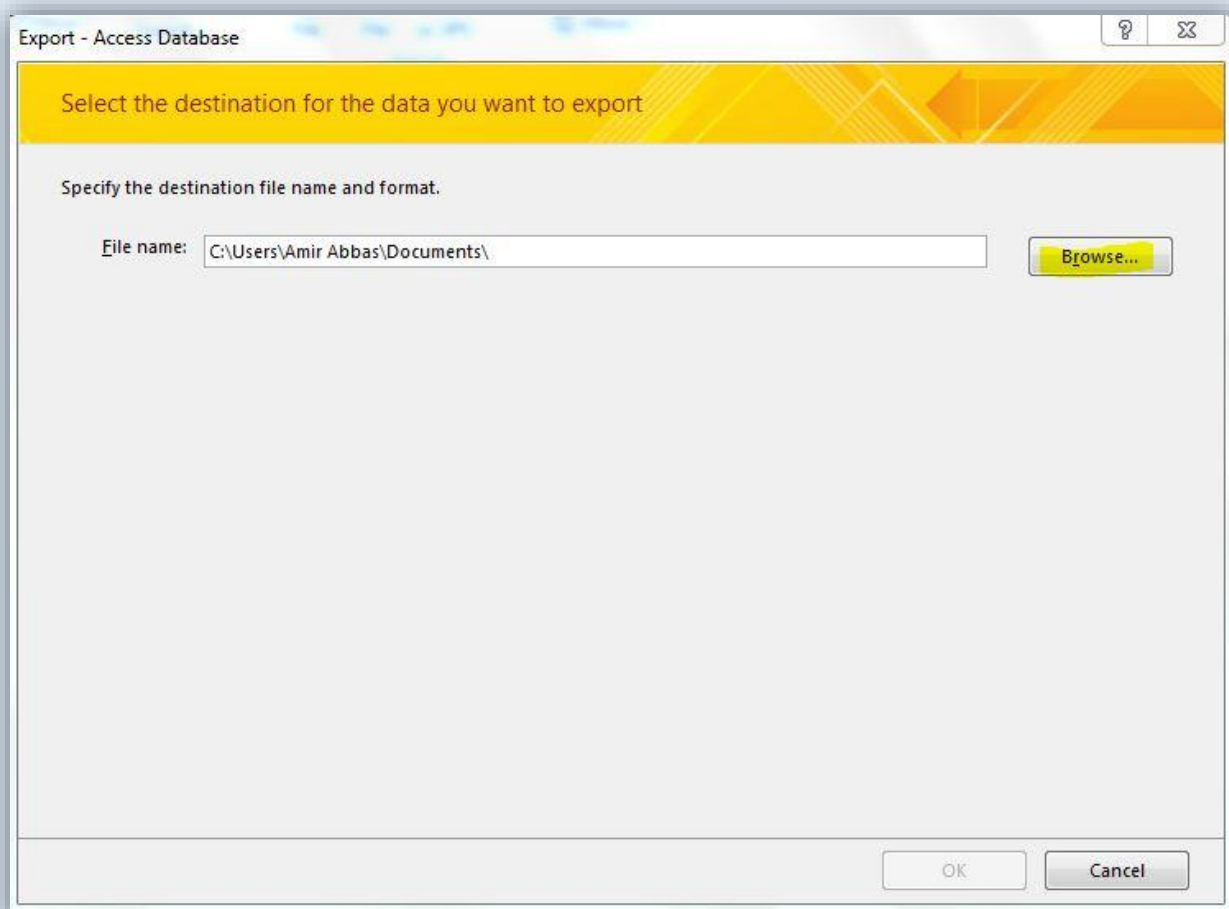 Export - Access Database
Select the destination for the data you want to export
Specify the destination file name and format.
File name: C:\Users\Amir Abbas\Documents\ Browse...
OK Cancel